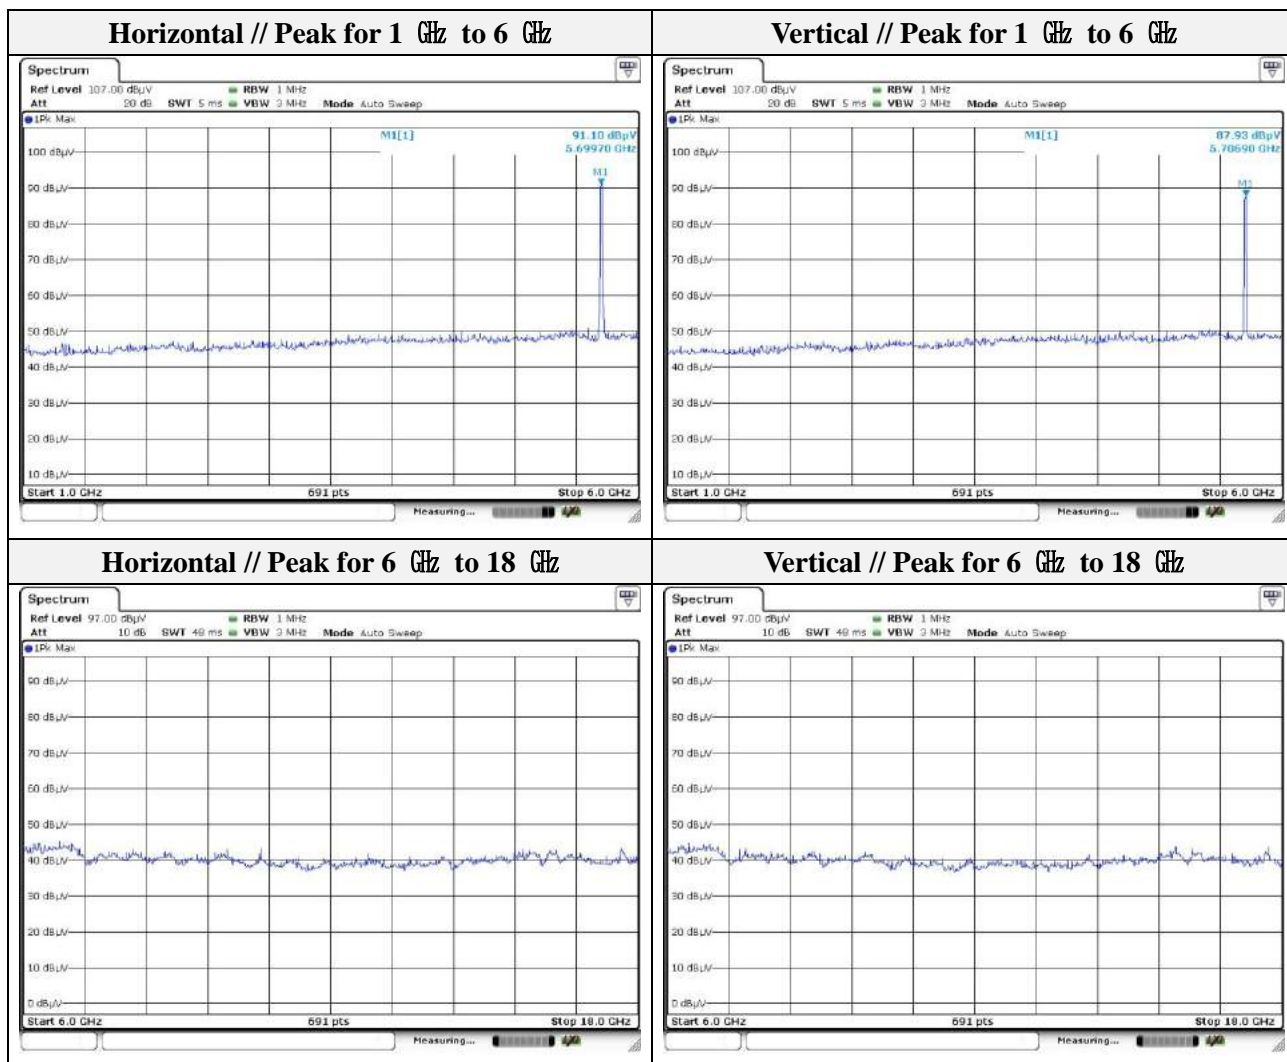 Horizontal // Peak for 1 ㎓ to 6 ㎓
Vertical // Peak for 1 ㎓ to 6 ㎓
Spectrum
Ref Level 107.00 dBµV RBW 1 MHz
Att 20 dB SWT 5 ms VBW 3 MHz Mode Auto Sweep
1Pk Max
M1[1] 91.10 dBµV
5.69970 GHz
M1
100 dBµV
90 dBµV
80 dBµV
70 dBµV
60 dBµV
50 dBµV
40 dBµV
30 dBµV
20 dBµV
10 dBµV
Start 1.0 GHz 691 pts Stop 6.0 GHz
Measuring...
Spectrum
Ref Level 107.00 dBµV RBW 1 MHz
Att 20 dB SWT 5 ms VBW 3 MHz Mode Auto Sweep
1Pk Max
M1[1] 87.93 dBµV
5.70690 GHz
M1
100 dBµV
90 dBµV
80 dBµV
70 dBµV
60 dBµV
50 dBµV
40 dBµV
30 dBµV
20 dBµV
10 dBµV
Start 1.0 GHz 691 pts Stop 6.0 GHz
Measuring...
Horizontal // Peak for 6 ㎓ to 18 ㎓
Vertical // Peak for 6 ㎓ to 18 ㎓
Spectrum
Ref Level 97.00 dBµV RBW 1 MHz
Att 10 dB SWT 48 ms VBW 3 MHz Mode Auto Sweep
1Pk Max
90 dBµV
80 dBµV
70 dBµV
60 dBµV
50 dBµV
40 dBµV
30 dBµV
20 dBµV
10 dBµV
0 dBµV
Start 6.0 GHz 691 pts Stop 18.0 GHz
Measuring...
Spectrum
Ref Level 97.00 dBµV RBW 1 MHz
Att 10 dB SWT 48 ms VBW 3 MHz Mode Auto Sweep
1Pk Max
90 dBµV
80 dBµV
70 dBµV
60 dBµV
50 dBµV
40 dBµV
30 dBµV
20 dBµV
10 dBµV
0 dBµV
Start 6.0 GHz 691 pts Stop 18.0 GHz
Measuring...